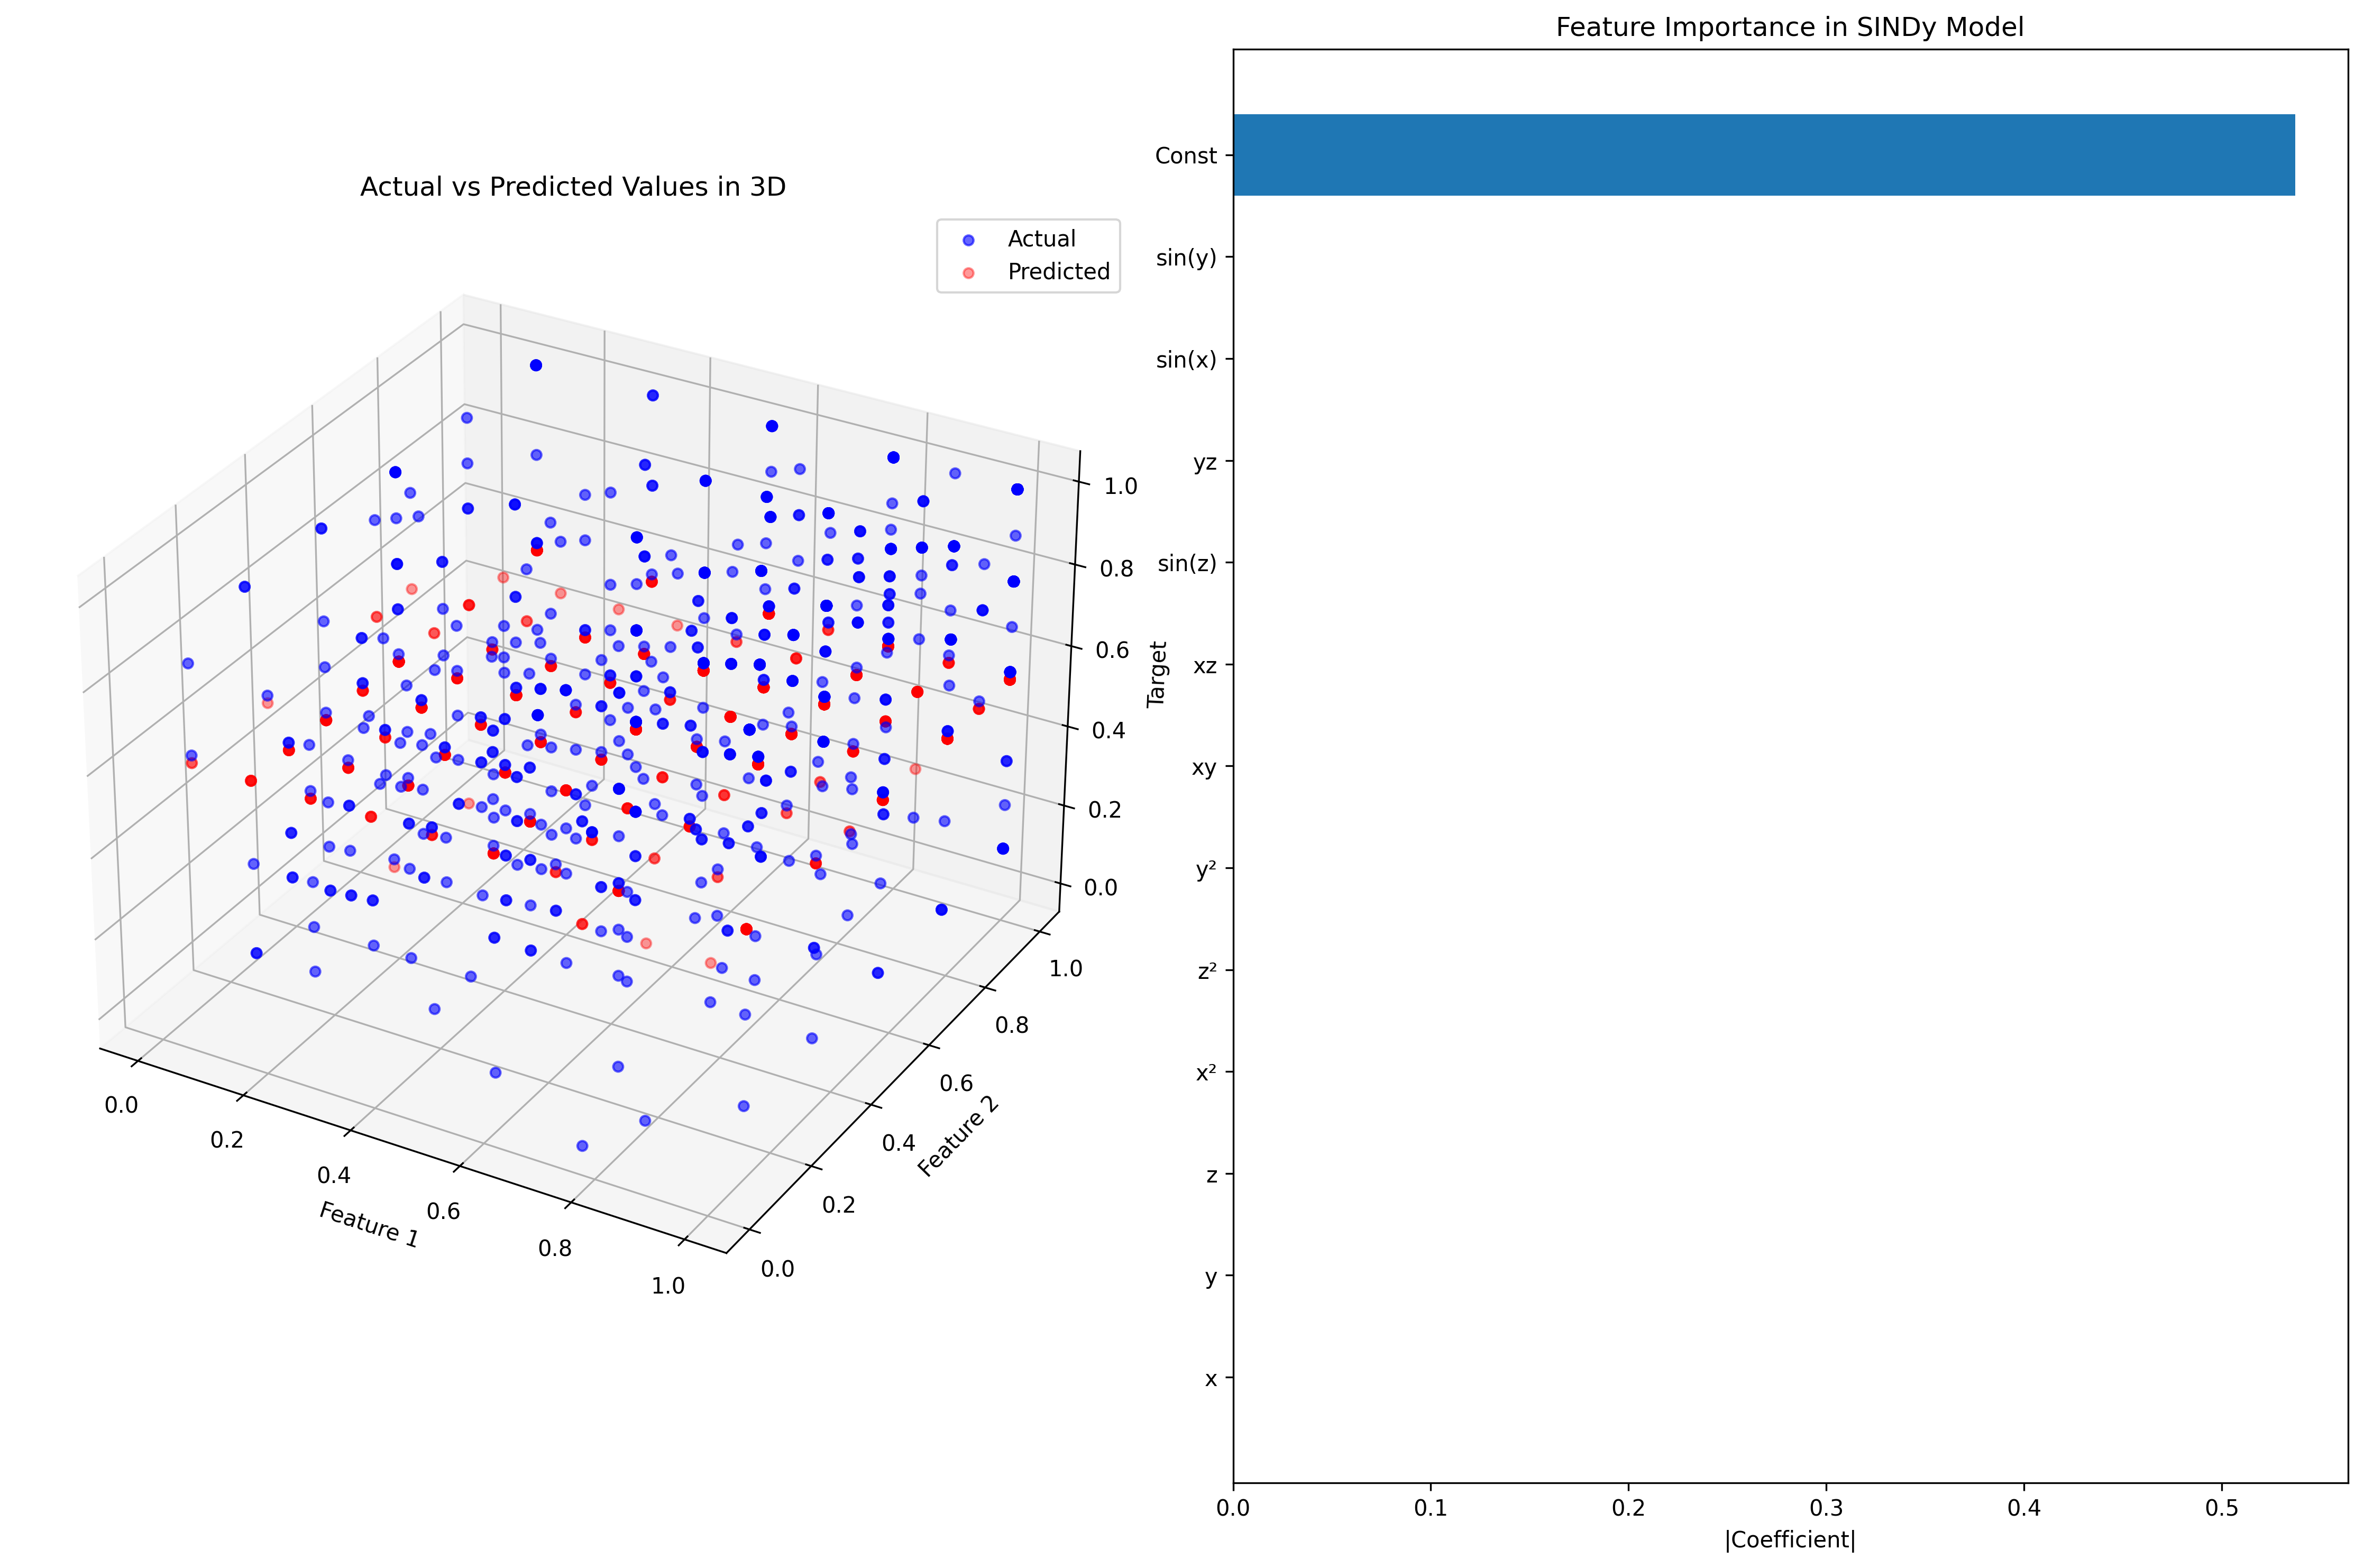 Actual vs Predicted Values in 3D
Actual
Predicted
1.0
0.8
0.6
0.4
0.2
0.0
Target
0.0
0.2
0.4
0.6
0.8
1.0
Feature 1
0.0
0.2
0.4
0.6
0.8
1.0
Feature 2
Feature Importance in SINDy Model
Const
sin(y)
sin(x)
yz
sin(z)
xz
xy
y²
z²
x²
z
y
x
0.0 0.1 0.2 0.3 0.4 0.5
|Coefficient|